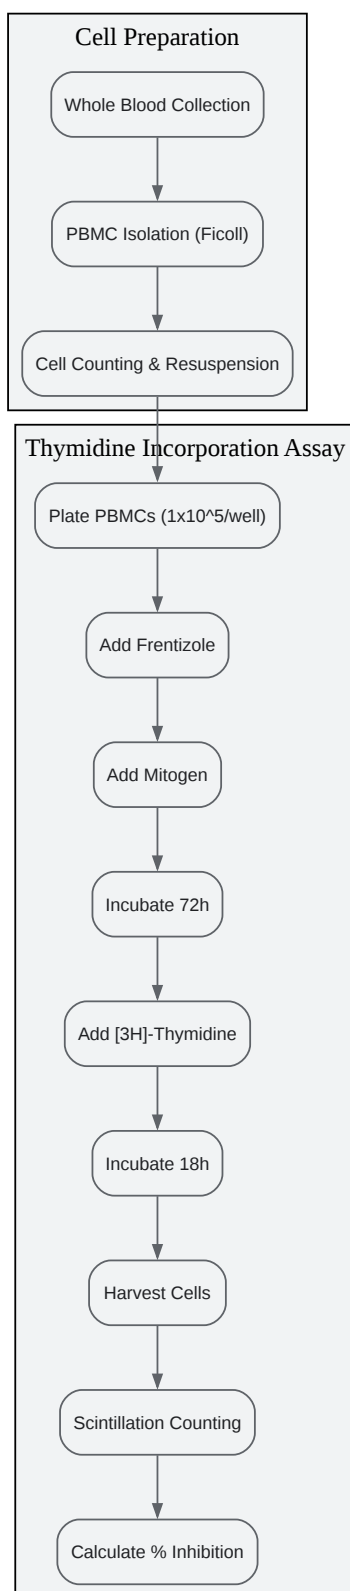 Cell Preparation
Whole Blood Collection
PBMC Isolation (Ficoll)
Cell Counting & Resuspension
Thymidine Incorporation Assay
Plate PBMCs (1x10^5/well)
Add Frentizole
Add Mitogen
Incubate 72h
Add [3H]-Thymidine
Incubate 18h
Harvest Cells
Scintillation Counting
Calculate % Inhibition